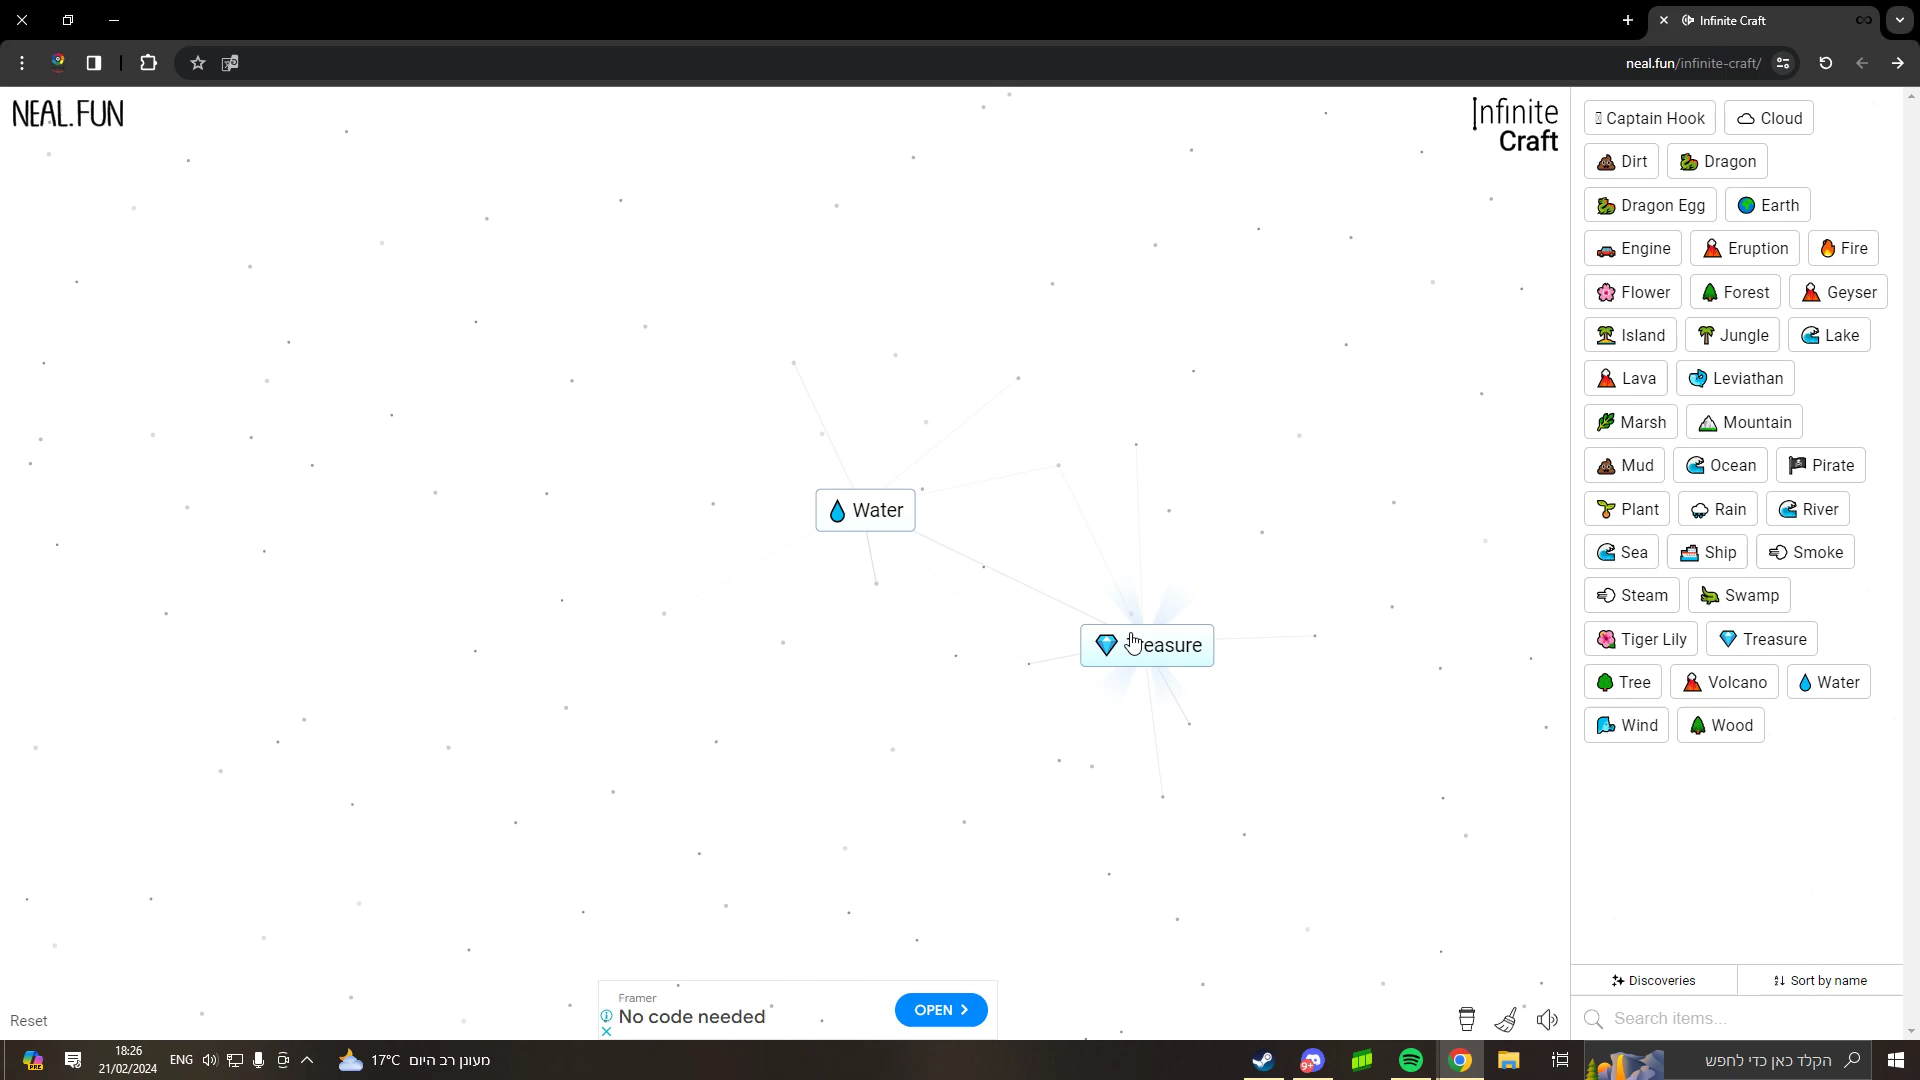 Infinite Craft
neal.fun/infinite-craft/
NEAL.FUN
Infinite
Craft
Captain Hook
Cloud
Dirt
Dragon
Dragon Egg
Earth
Engine
Eruption
Fire
Flower
Forest
Geyser
Island
Jungle
Lake
Lava
Leviathan
Marsh
Mountain
Mud
Ocean
Pirate
Plant
Rain
River
Sea
Ship
Smoke
Steam
Swamp
Tiger Lily
Treasure
Tree
Volcano
Water
Wind
Wood
Water
easure
Discoveries
Sort by name
Search items...
Framer
No code needed
OPEN
Reset
18:26
21/02/2024
ENG
17°C מעונן רב היום
9+
הקלד כאן כדי לחפש
PRE